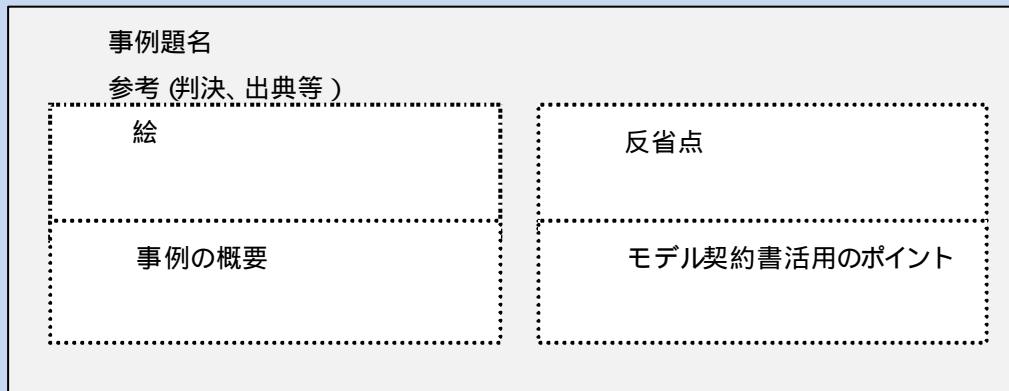 事例題名
参考(判決、出典等)
絵
反省点
事例の概要
モデル契約書活用のポイント